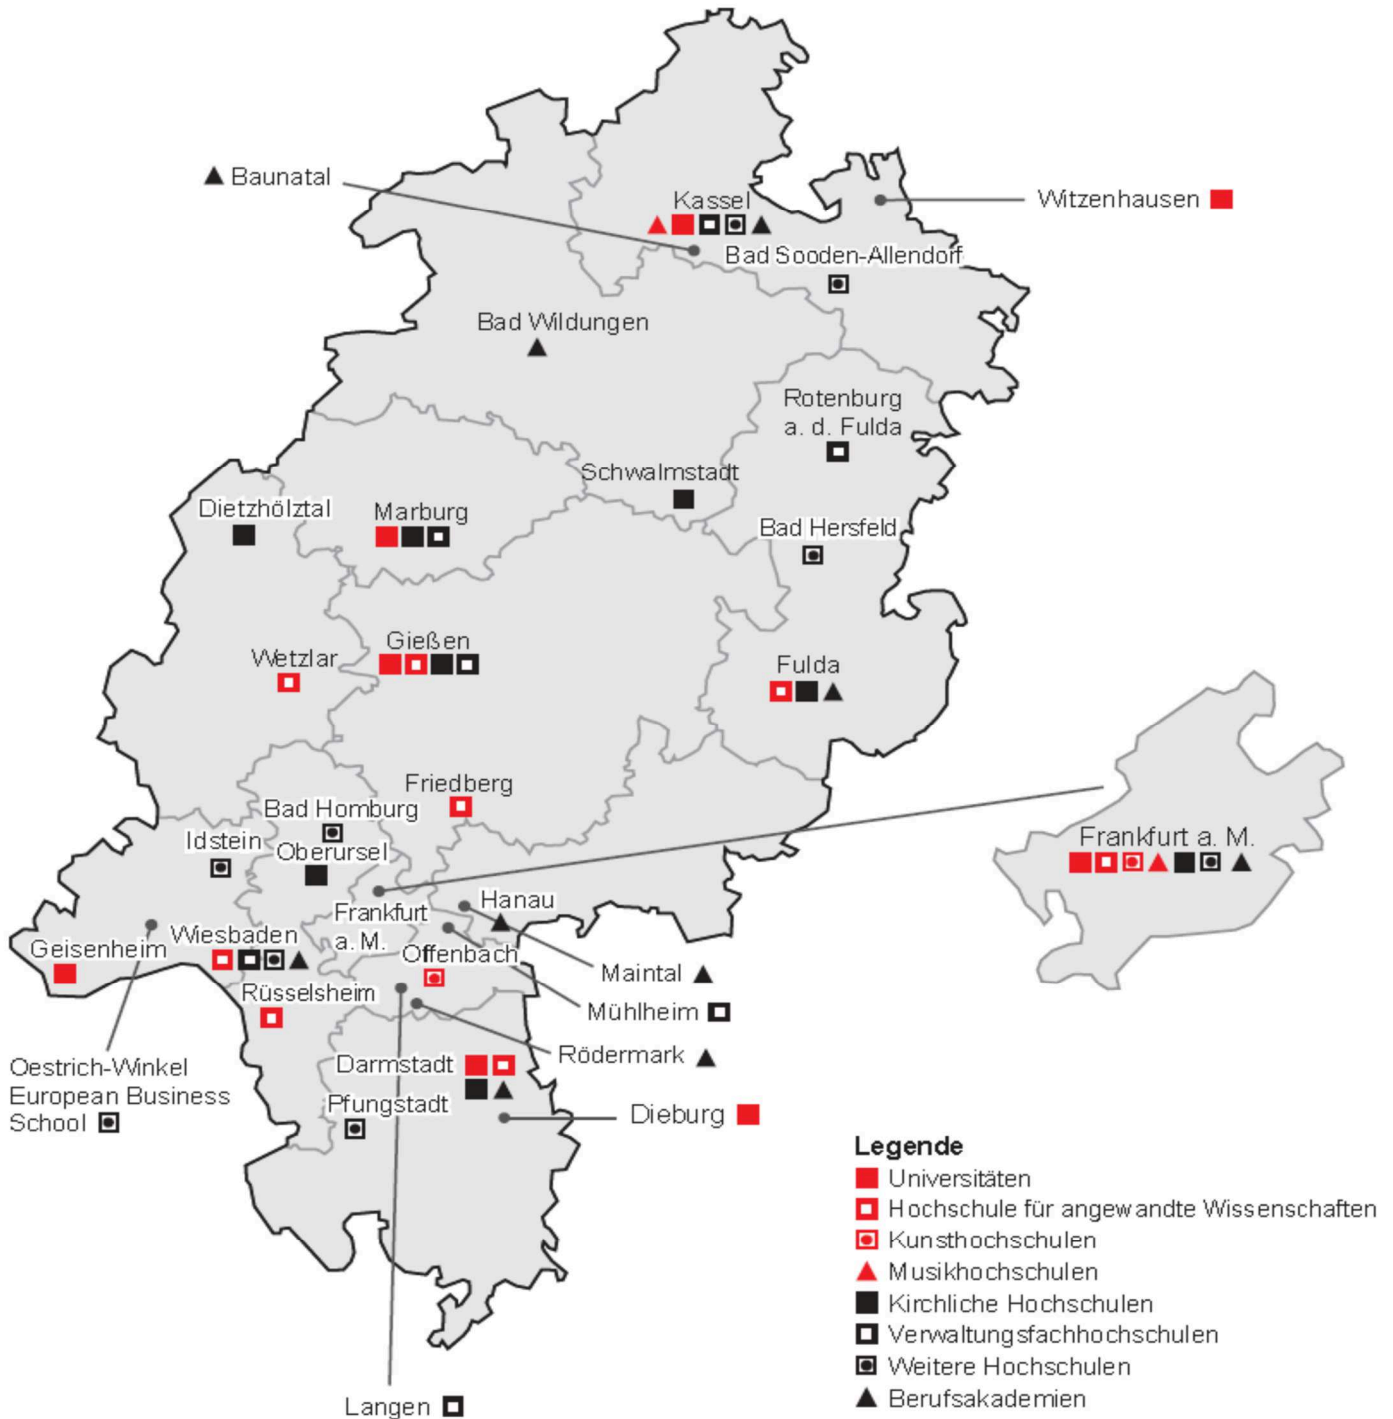 Baunatal
Kassel
Witzenhausen
Bad Sooden-Allendorf
Bad Wildungen
Rotenburg
a. d. Fulda
Schwalmstadt
Dietzhölztal
Marburg
Bad Hersfeld
Gießen
Wetzlar
Fulda
Friedberg
Bad Homburg
Idstein
Oberursel
Frankfurt a. M.
Hanau
Frankfurt
a. M.
Wiesbaden
Geisenheim
Offenbach
Maintal
Rüsselsheim
Mühlheim
Rödermark
Oestrich-Winkel
European Business
School
Darmstadt
Pfungstadt
Dieburg
Langen
Legende
Universitäten
Hochschule für angewandte Wissenschaften
Kunsthochschulen
Musikhochschulen
Kirchliche Hochschulen
Verwaltungsfachhochschulen
Weitere Hochschulen
Berufsakademien